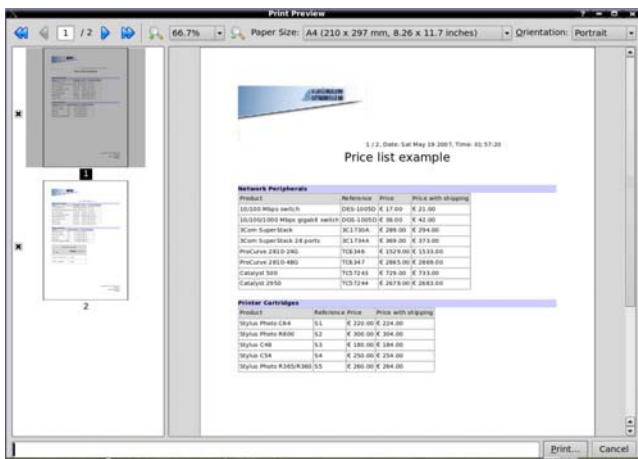 Print Preview
1 / 2 66.7% Paper Size: A4 (210 x 297 mm, 8.26 x 11.7 inches) Orientation: Portrait
1
2
1 / 2, Date: Sat May 19 2007, Time: 01:57:20
Price list example
Network Peripherals
Product Reference Price Price with shipping
10/100 Mbps switch DES-1005D € 17.00 € 21.00
10/100/1000 Mbps gigabit switch DGS-1005D € 38.00 € 42.00
3Com SuperStack 3C1730A € 289.00 € 294.00
3Com SuperStack 28 ports 3C1734A € 369.00 € 373.00
ProCurve 2810-24G TC6346 € 1529.00 € 1533.00
ProCurve 2810-48G TC6347 € 2865.00 € 2869.00
Catalyst 500 TC57243 € 729.00 € 733.00
Catalyst 2950 TC57244 € 2679.00 € 2683.00
Printer Cartridges
Product Reference Price Price with shipping
Stylus Photo C64 S1 € 220.00 € 224.00
Stylus Photo R800 S2 € 300.00 € 304.00
Stylus C48 S3 € 180.00 € 184.00
Stylus C54 S4 € 250.00 € 254.00
Stylus Photo R365/R360 S5 € 260.00 € 264.00
Print... Cancel